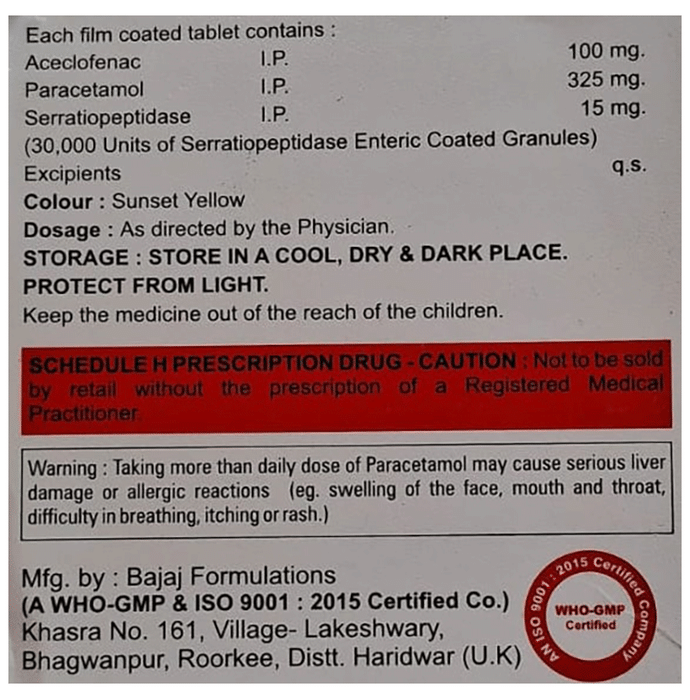 Each film coated tablet contains :
Aceclofenac I.P. 100 mg.
Paracetamol I.P. 325 mg.
Serratiopeptidase I.P. 15 mg.
(30,000 Units of Serratiopeptidase Enteric Coated Granules)
Excipients q.s.
Colour : Sunset Yellow
Dosage : As directed by the Physician.
STORAGE : STORE IN A COOL, DRY & DARK PLACE.
PROTECT FROM LIGHT.
Keep the medicine out of the reach of the children.
SCHEDULE H PRESCRIPTION DRUG - CAUTION : Not to be sold
by retail without the prescription of a Registered Medical
Practitioner.
Warning : Taking more than daily dose of Paracetamol may cause serious liver
damage or allergic reactions (eg. swelling of the face, mouth and throat,
difficulty in breathing, itching or rash.)
Mfg. by : Bajaj Formulations
(A WHO-GMP & ISO 9001 : 2015 Certified Co.)
Khasra No. 161, Village- Lakeshwary,
Bhagwanpur, Roorkee, Distt. Haridwar (U.K)
AN ISO 9001 : 2015 Certified Company
WHO-GMP
Certified